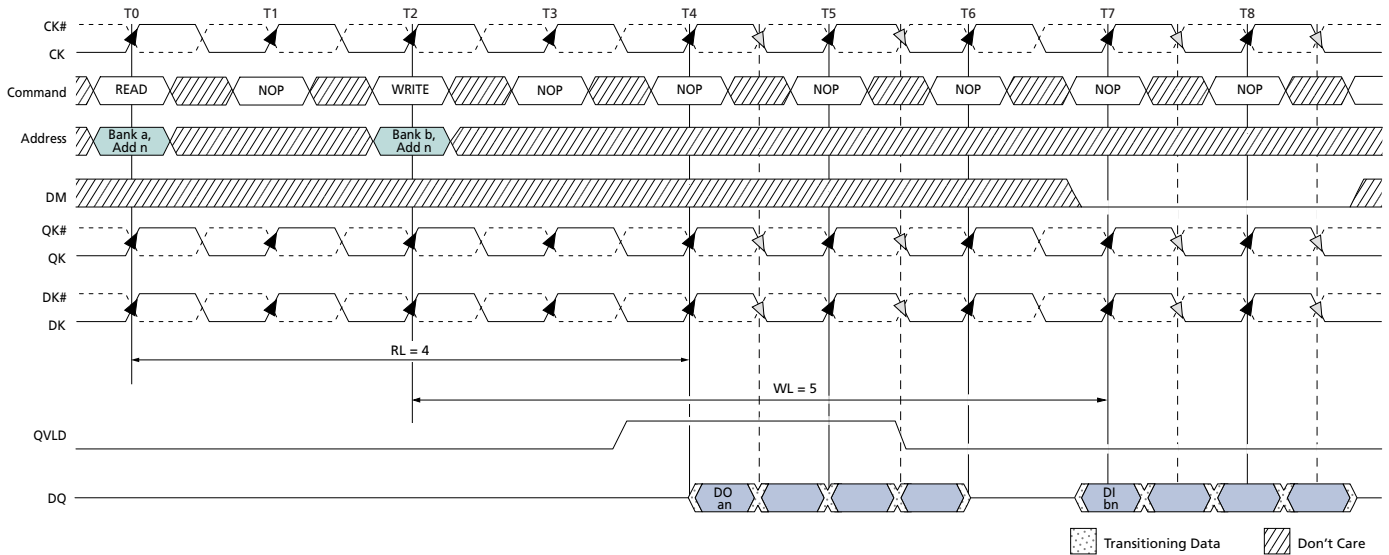 T0 T1 T2 T3 T4 T5 T6 T7 T8
CK#
CK
Command READ NOP WRITE NOP NOP NOP NOP NOP NOP
Address Bank a, Add n Bank b, Add n
DM
QK#
QK
DK#
DK
RL = 4
WL = 5
QVLD
DQ DO an DI bn
Transitioning Data Don't Care